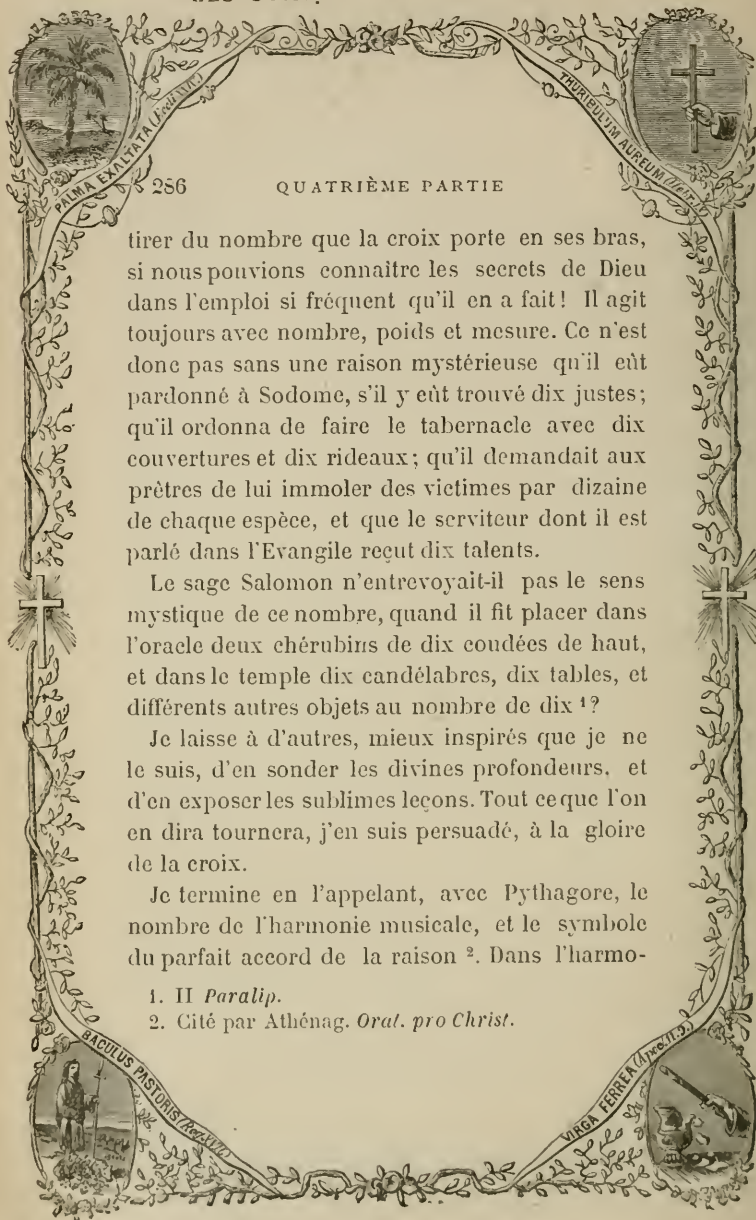 PALMA EXALTATA
THURIBULUM AUREUM
286 QUATRIÈME PARTIE
tirer du nombre que la croix porte en ses bras,
si nous pouvions connaître les secrets de Dieu
dans l'emploi si fréquent qu'il en a fait! Il agit
toujours avec nombre, poids et mesure. Ce n'est
donc pas sans une raison mystérieuse qu'il eût
pardonné à Sodome, s'il y eût trouvé dix justes;
qu'il ordonna de faire le tabernacle avec dix
couvertures et dix rideaux; qu'il demandait aux
prêtres de lui immoler des victimes par dizaine
de chaque espèce, et que le serviteur dont il est
parlé dans l'Evangile reçut dix talents.
Le sage Salomon n'entrevoyait-il pas le sens
mystique de ce nombre, quand il fit placer dans
l'oracle deux chérubins de dix coudées de haut,
et dans le temple dix candélabres, dix tables, et
différents autres objets au nombre de dix ¹?
Je laisse à d'autres, mieux inspirés que je ne
le suis, d'en sonder les divines profondeurs, et
d'en exposer les sublimes leçons. Tout ce que l'on
en dira tournera, j'en suis persuadé, à la gloire
de la croix.
Je termine en l'appelant, avec Pythagore, le
nombre de l'harmonie musicale, et le symbole
du parfait accord de la raison ². Dans l'harmo-
1. II Paralip.
2. Cité par Athénag. Orat. pro Christ.
BACULUS PASTORIS
VIRGA FERREA